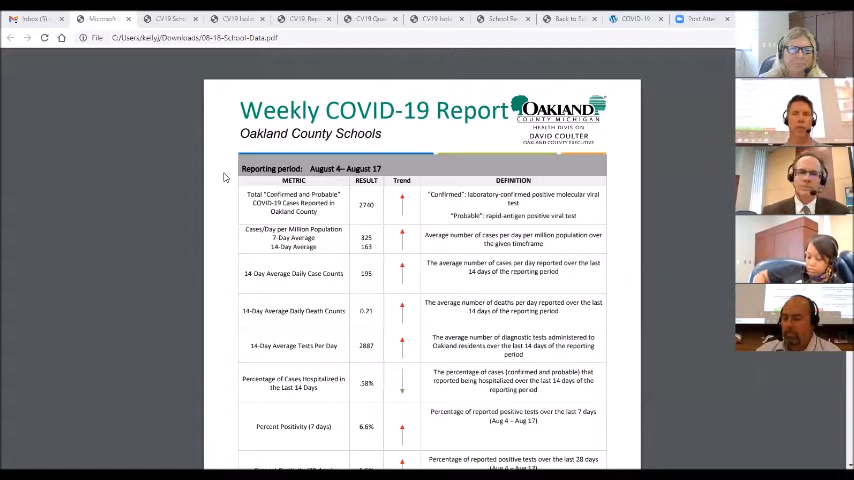 Inbox (5)
Microsoft
CV19 Scho
CV19 Isola
CV19 Repo
CV19 Qua
CV19 Isola
School Re
Back to Sc
COVID-19
Post Atten
File
C:/Users/kellyj/Downloads/08-18-School-Data.pdf
Weekly COVID-19 Report
Oakland County Schools
OAKLAND
COUNTY MICHIGAN
HEALTH DIVISION
DAVID COULTER
OAKLAND COUNTY EXECUTIVE
Reporting period: August 4– August 17
METRIC RESULT Trend DEFINITION
Total "Confirmed and Probable"
COVID-19 Cases Reported in
Oakland County
2740
"Confirmed": laboratory-confirmed positive molecular viral
test
"Probable": rapid-antigen positive viral test
Cases/Day per Million Population
7-Day Average
14-Day Average
325
163
Average number of cases per day per million population over
the given timeframe
14-Day Average Daily Case Counts
195
The average number of cases per day reported over the last
14 days of the reporting period
14-Day Average Daily Death Counts
0.21
The average number of deaths per day reported over the last
14 days of the reporting period
14-Day Average Tests Per Day
2887
The average number of diagnostic tests administered to
Oakland residents over the last 14 days of the reporting
period
Percentage of Cases Hospitalized in
the Last 14 Days
.58%
The percentage of cases (confirmed and probable) that
reported being hospitalized over the last 14 days of the
reporting period
Percent Positivity (7 days)
6.6%
Percentage of reported positive tests over the last 7 days
(Aug 4 – Aug 17)
Percentage of reported positive tests over the last 28 days